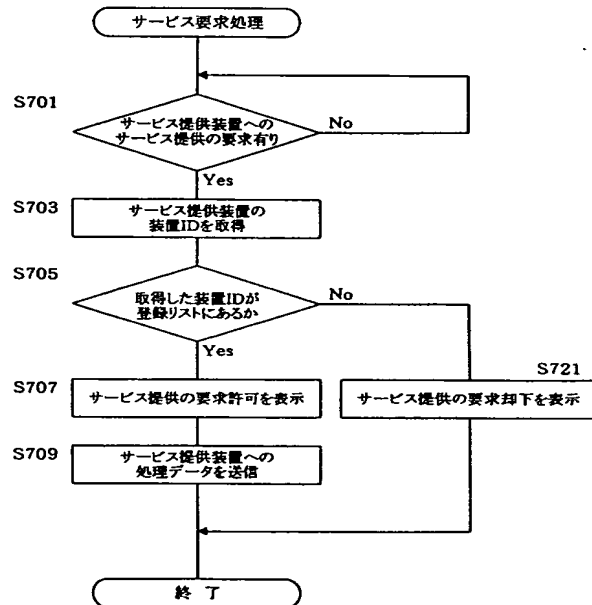 サービス要求処理
S701
サービス提供装置への
サービス提供の要求有り
No
Yes
S703
サービス提供装置の
装置IDを取得
S705
取得した装置IDが
登録リストにあるか
No
Yes
S721
S707
サービス提供の要求許可を表示
サービス提供の要求却下を表示
S709
サービス提供装置への
処理データを送信
終 了